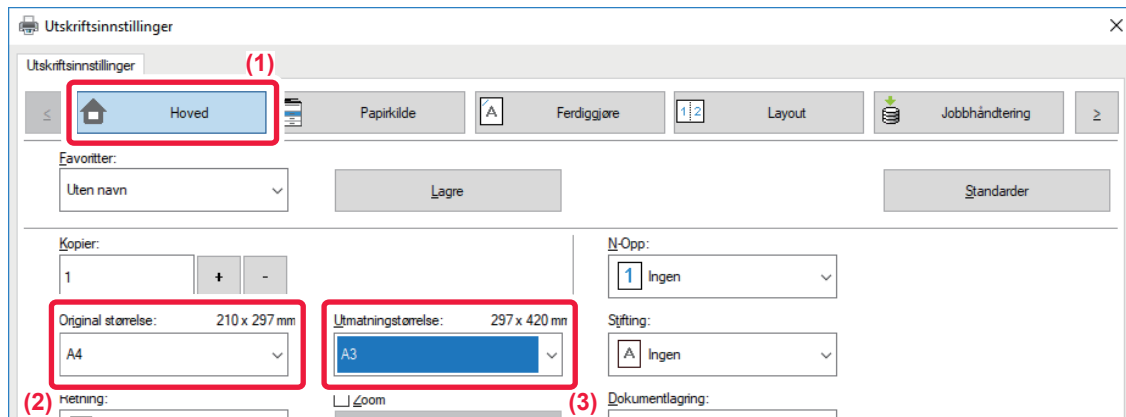 Utskriftsinnstillinger
Utskriftsinnstillinger
(1)
≤ Hoved Papirkilde Ferdiggjøre Layout Jobbhåndtering ≥
Favoritter:
Uten navn Lagre Standarder
Kopier: N-Opp:
1 + - 1 Ingen
Original størrelse: 210 x 297 mm Utmatningstørrelse: 297 x 420 mm Stifting:
A4 A3 Ingen
(2) Retning: Zoom (3) Dokumentlagring: